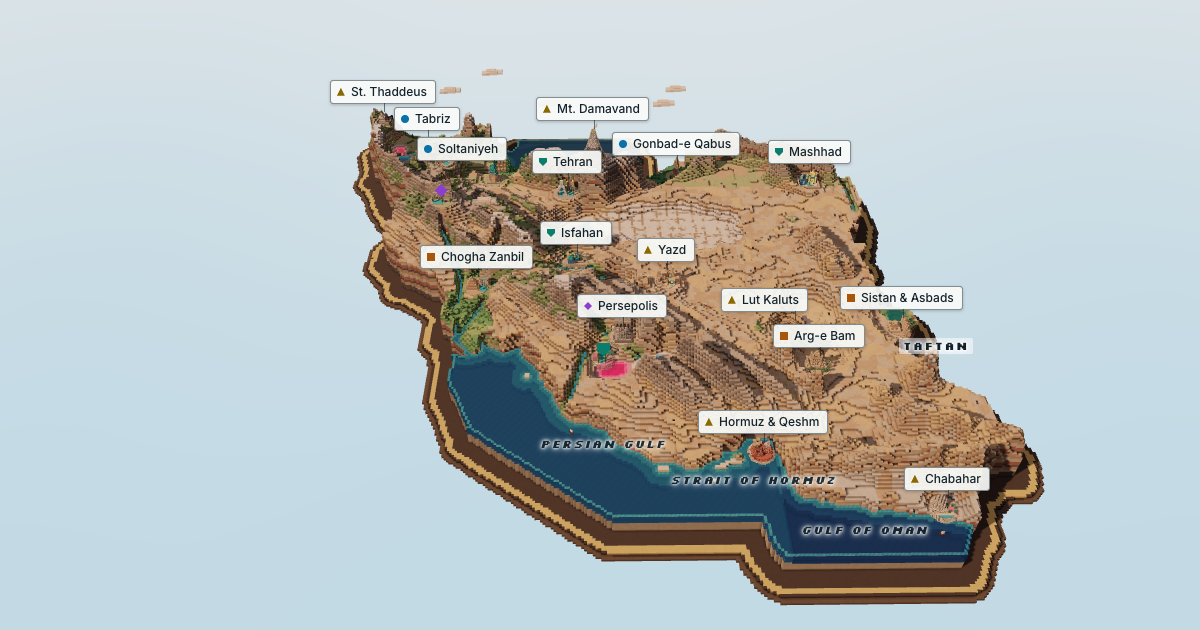 St. Thaddeus
Tabriz
Mt. Damavand
Soltaniyeh
Gonbad-e Qabus
Tehran
Mashhad
Isfahan
Yazd
Chogha Zanbil
Persepolis
Lut Kaluts
Sistan & Asbads
Arg-e Bam
TAFTAN
Hormuz & Qeshm
PERSIAN GULF
STRAIT OF HORMUZ
Chabahar
GULF OF OMAN